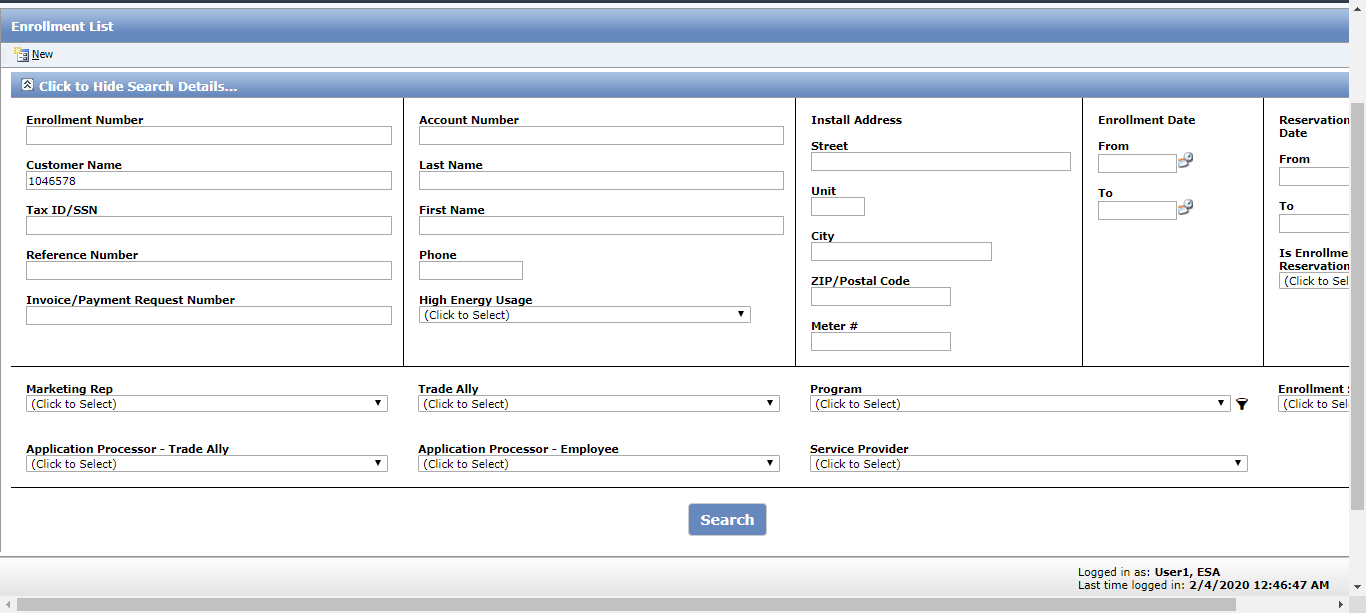 Enrollment List
New
Click to Hide Search Details...
Enrollment Number
Customer Name
1046578
Tax ID/SSN
Reference Number
Invoice/Payment Request Number
Account Number
Last Name
First Name
Phone
High Energy Usage
(Click to Select)
Install Address
Street
Unit
City
ZIP/Postal Code
Meter #
Enrollment Date
From
To
Reservation
Date
From
To
Is Enrollme
Reservation
(Click to Sel
Marketing Rep
(Click to Select)
Trade Ally
(Click to Select)
Program
(Click to Select)
Enrollment
(Click to Sel
Application Processor - Trade Ally
(Click to Select)
Application Processor - Employee
(Click to Select)
Service Provider
(Click to Select)
Search
Logged in as: User1, ESA
Last time logged in: 2/4/2020 12:46:47 AM